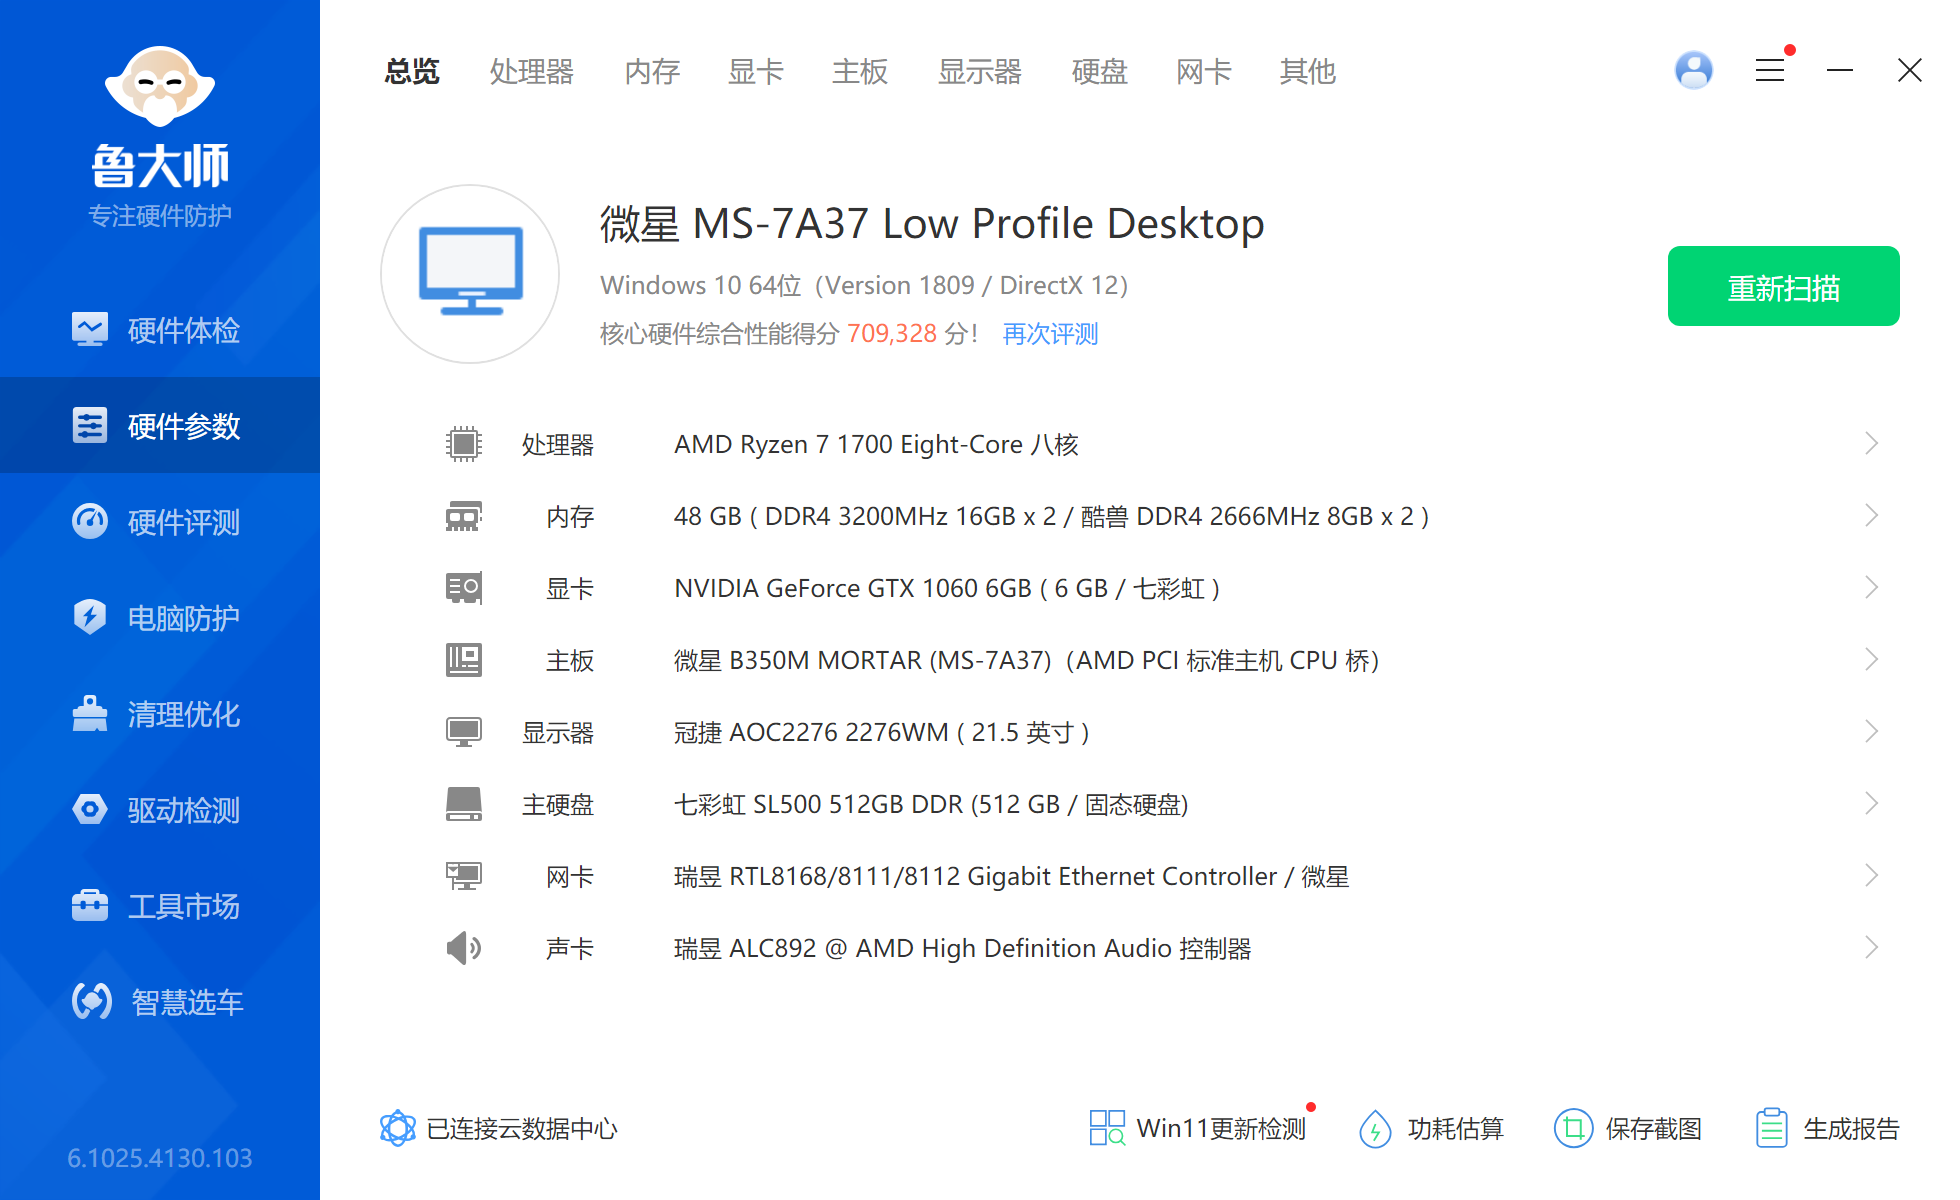 鲁大师
专注硬件防护
硬件体检
硬件参数
硬件评测
电脑防护
清理优化
驱动检测
工具市场
智慧选车
6.1025.4130.103
总览 处理器 内存 显卡 主板 显示器 硬盘 网卡 其他
微星 MS-7A37 Low Profile Desktop
Windows 10 64位（Version 1809 / DirectX 12）
核心硬件综合性能得分 709,328 分！ 再次评测
重新扫描
处理器 AMD Ryzen 7 1700 Eight-Core 八核
内存 48 GB ( DDR4 3200MHz 16GB x 2 / 酷兽 DDR4 2666MHz 8GB x 2 )
显卡 NVIDIA GeForce GTX 1060 6GB ( 6 GB / 七彩虹 )
主板 微星 B350M MORTAR (MS-7A37)（AMD PCI 标准主机 CPU 桥）
显示器 冠捷 AOC2276 2276WM ( 21.5 英寸 )
主硬盘 七彩虹 SL500 512GB DDR (512 GB / 固态硬盘)
网卡 瑞昱 RTL8168/8111/8112 Gigabit Ethernet Controller / 微星
声卡 瑞昱 ALC892 @ AMD High Definition Audio 控制器
已连接云数据中心 Win11更新检测 功耗估算 保存截图 生成报告